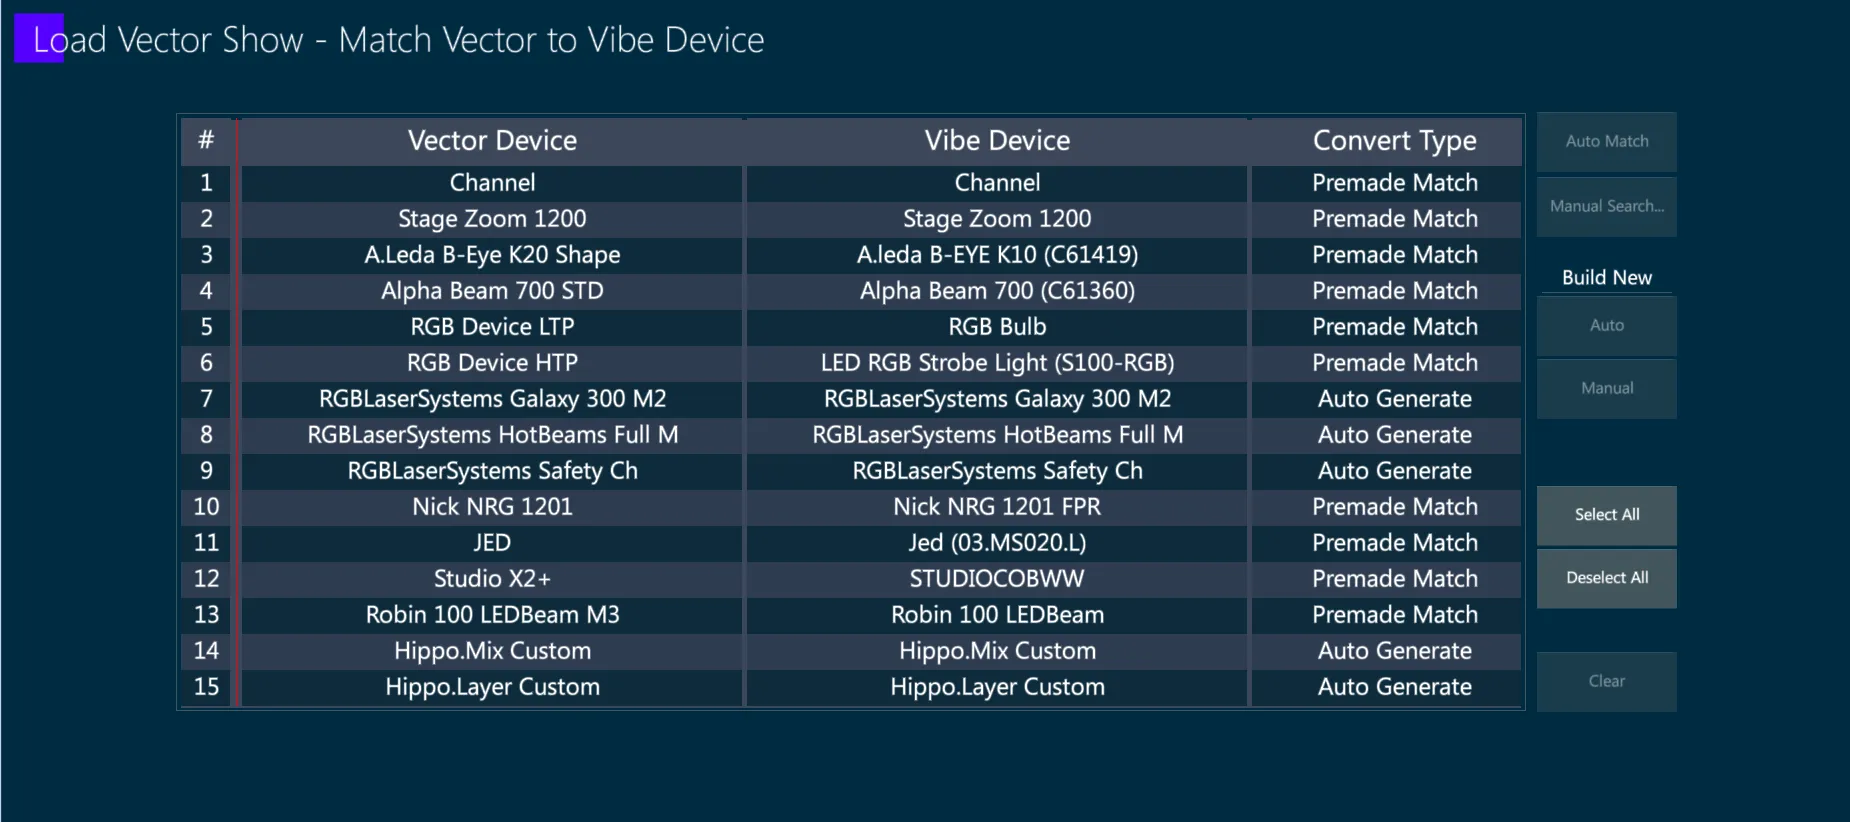 Load Vector Show - Match Vector to Vibe Device
# Vector Device Vibe Device Convert Type
1 Channel Channel Premade Match
2 Stage Zoom 1200 Stage Zoom 1200 Premade Match
3 A.Leda B-Eye K20 Shape A.leda B-EYE K10 (C61419) Premade Match
4 Alpha Beam 700 STD Alpha Beam 700 (C61360) Premade Match
5 RGB Device LTP RGB Bulb Premade Match
6 RGB Device HTP LED RGB Strobe Light (S100-RGB) Premade Match
7 RGBLaserSystems Galaxy 300 M2 RGBLaserSystems Galaxy 300 M2 Auto Generate
8 RGBLaserSystems HotBeams Full M RGBLaserSystems HotBeams Full M Auto Generate
9 RGBLaserSystems Safety Ch RGBLaserSystems Safety Ch Auto Generate
10 Nick NRG 1201 Nick NRG 1201 FPR Premade Match
11 JED Jed (03.MS020.L) Premade Match
12 Studio X2+ STUDIOCOBWW Premade Match
13 Robin 100 LEDBeam M3 Robin 100 LEDBeam Premade Match
14 Hippo.Mix Custom Hippo.Mix Custom Auto Generate
15 Hippo.Layer Custom Hippo.Layer Custom Auto Generate
Auto Match
Manual Search...
Build New
Auto
Manual
Select All
Deselect All
Clear